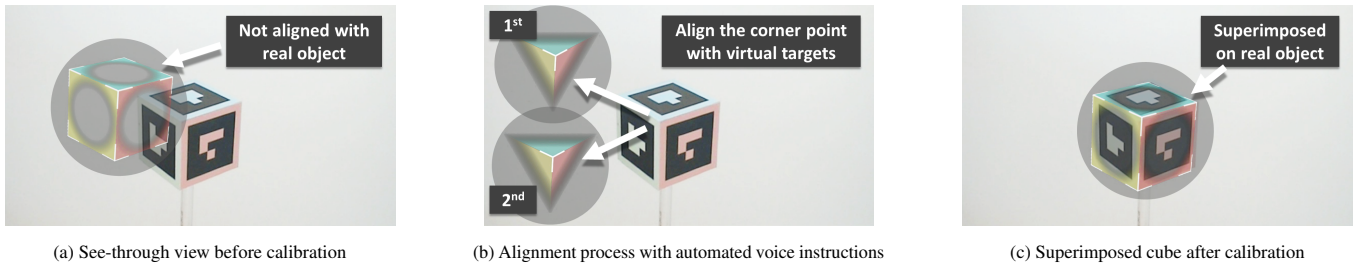 Not aligned with
real object
1st
Align the corner point
with virtual targets
2nd
Superimposed
on real object
(a) See-through view before calibration
(b) Alignment process with automated voice instructions
(c) Superimposed cube after calibration